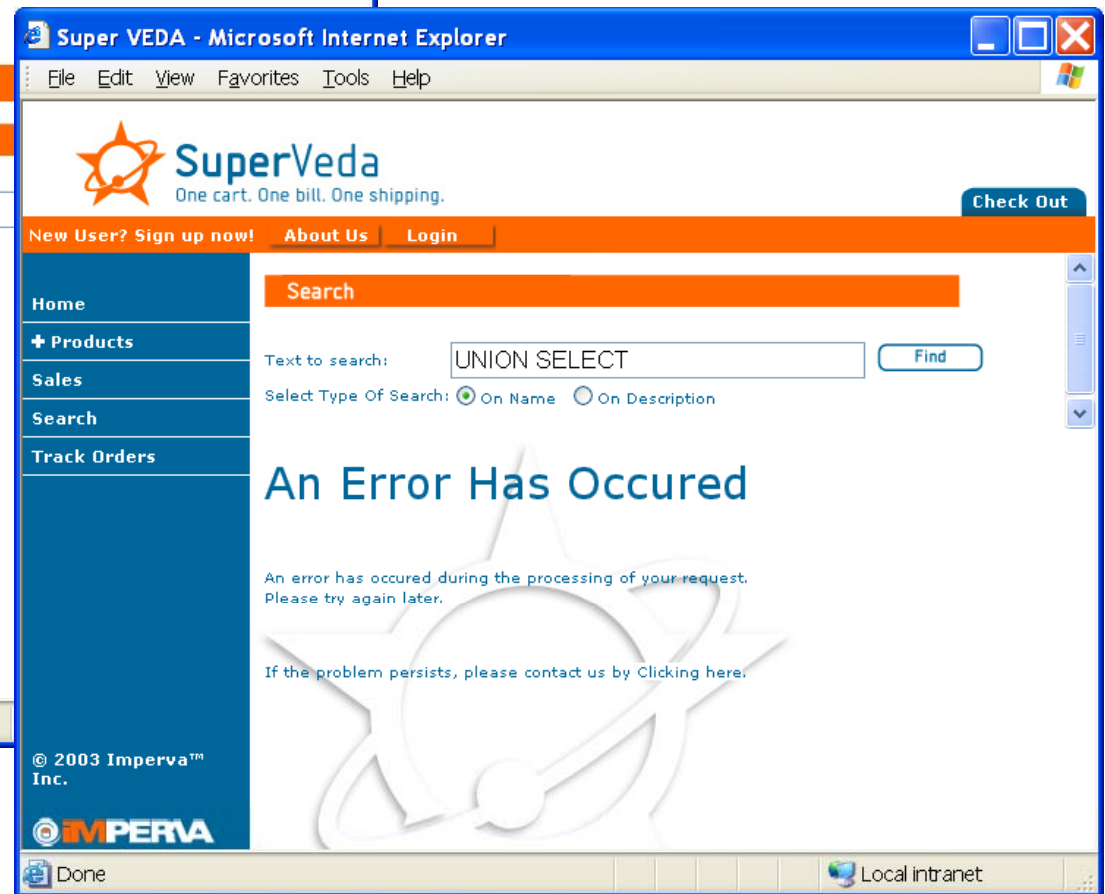 Super VEDA - Microsoft Internet Explorer
File Edit View Favorites Tools Help
SuperVeda
One cart. One bill. One shipping.
Check Out
New User? Sign up now! About Us Login
Home
+ Products
Sales
Search
Track Orders
© 2003 Imperva™
Inc.
iMPERVA
Search
Text to search: UNION SELECT Find
Select Type Of Search: On Name On Description
An Error Has Occured
An error has occured during the processing of your request.
Please try again later.
If the problem persists, please contact us by Clicking here.
Done Local intranet